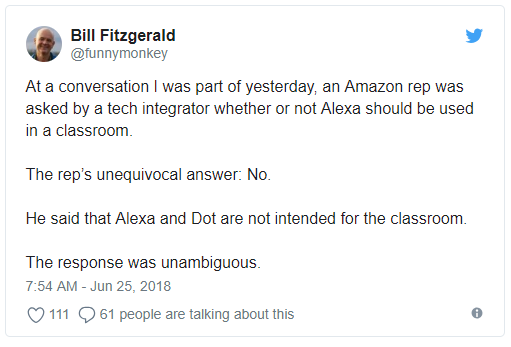 Bill Fitzgerald
@funnymonkey
At a conversation I was part of yesterday, an Amazon rep was
asked by a tech integrator whether or not Alexa should be used
in a classroom.
The rep's unequivocal answer: No.
He said that Alexa and Dot are not intended for the classroom.
The response was unambiguous.
7:54 AM - Jun 25, 2018
111 61 people are talking about this